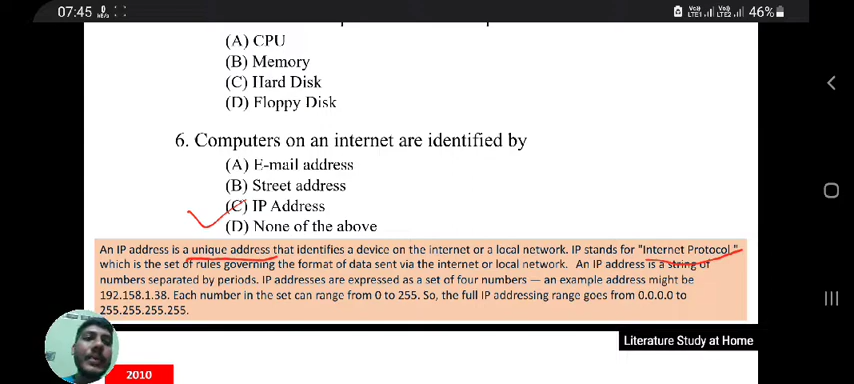 07:45 0 KB/s Vo) LTE1 Vo) LTE2 46%
(A) CPU
(B) Memory
(C) Hard Disk
(D) Floppy Disk
6. Computers on an internet are identified by
(A) E-mail address
(B) Street address
(C) IP Address
(D) None of the above
An IP address is a unique address that identifies a device on the internet or a local network. IP stands for "Internet Protocol,"
which is the set of rules governing the format of data sent via the internet or local network. An IP address is a string of
numbers separated by periods. IP addresses are expressed as a set of four numbers — an example address might be
192.158.1.38. Each number in the set can range from 0 to 255. So, the full IP addressing range goes from 0.0.0.0 to
255.255.255.255.
Literature Study at Home
2010